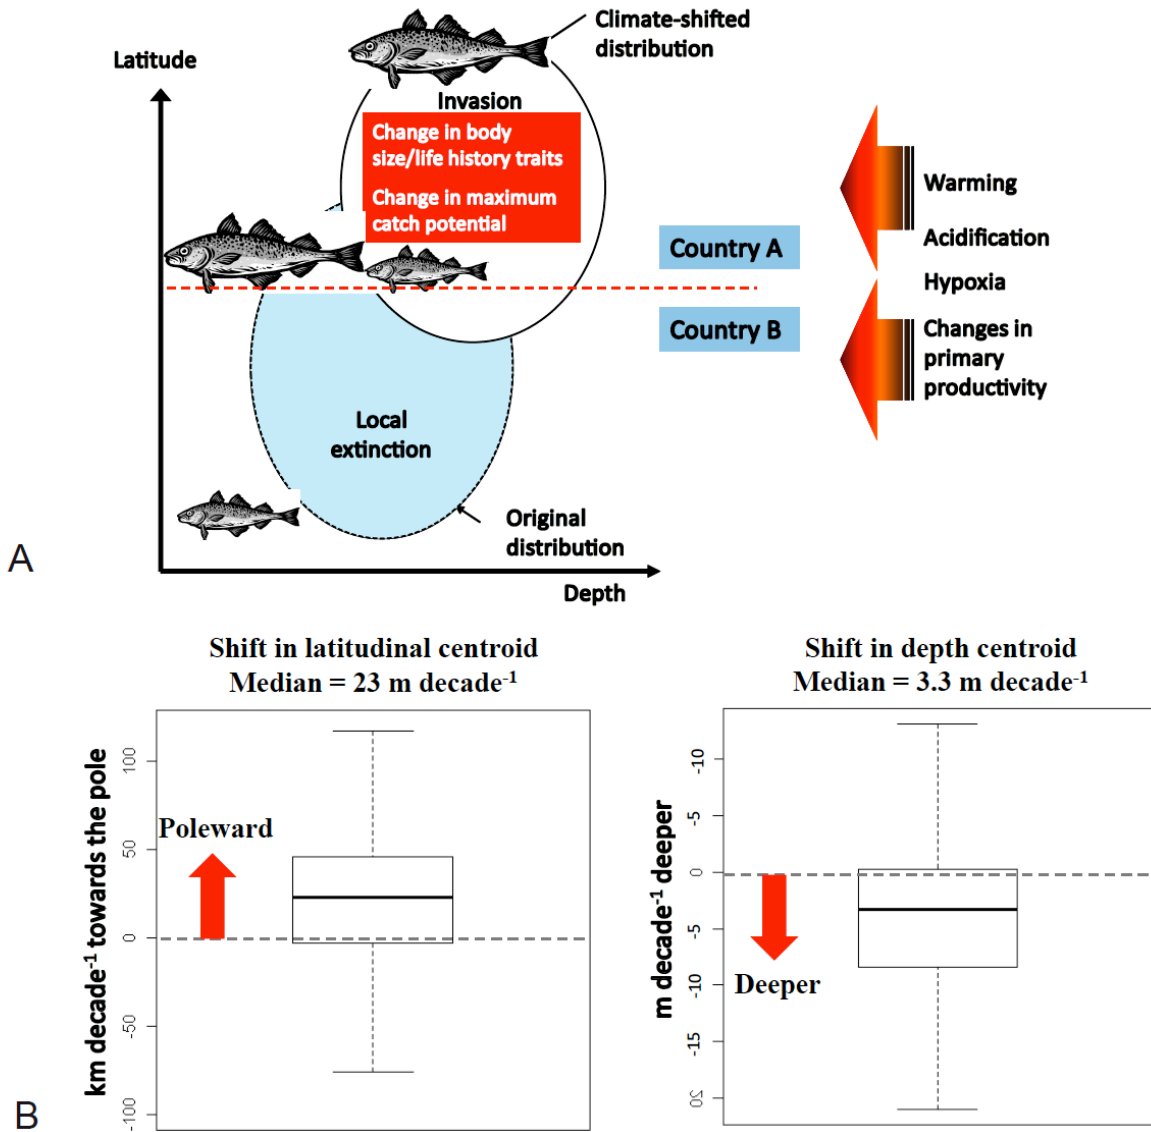 Climate-shifted
distribution
Latitude
Invasion
Change in body
size/life history traits
Change in maximum
catch potential
Warming
Country A
Acidification
Hypoxia
Country B
Changes in
primary
productivity
Local
extinction
Original
distribution
A
Depth
Shift in latitudinal centroid
Median = 23 m decade⁻¹
km decade⁻¹ towards the pole
100
50
0
-50
-100
Poleward
Shift in depth centroid
Median = 3.3 m decade⁻¹
m decade⁻¹ deeper
-10
-5
0
-5
-10
-15
20
Deeper
B